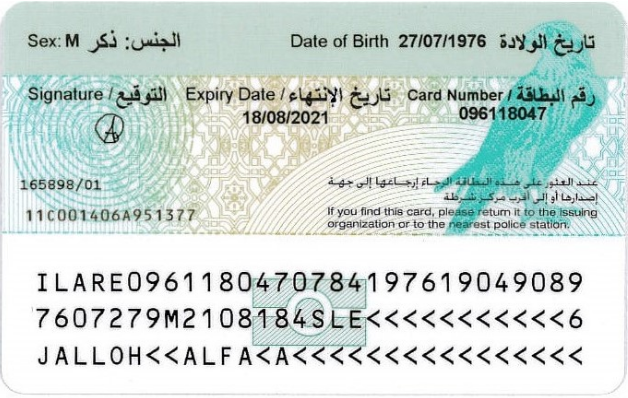 Sex: M الجنس: ذكر Date of Birth 27/07/1976 تاريخ الولادة
Signature / التوقيع Expiry Date / تاريخ الإنتهاء Card Number / رقم البطاقة
18/08/2021 096118047
165898/01
عند العثور على هذه البطاقة الرجاء إرجاعها إلى جهة
إصدارها أو إلى أقرب مركز شرطة
11C001406A951377
If you find this card, please return it to the issuing
organization or to the nearest police station.
ILARE0961180470784197619049089
7607279M2108184SLE<<<<<<<<<<<6
JALLOH<<ALFA<A<<<<<<<<<<<<<<<<